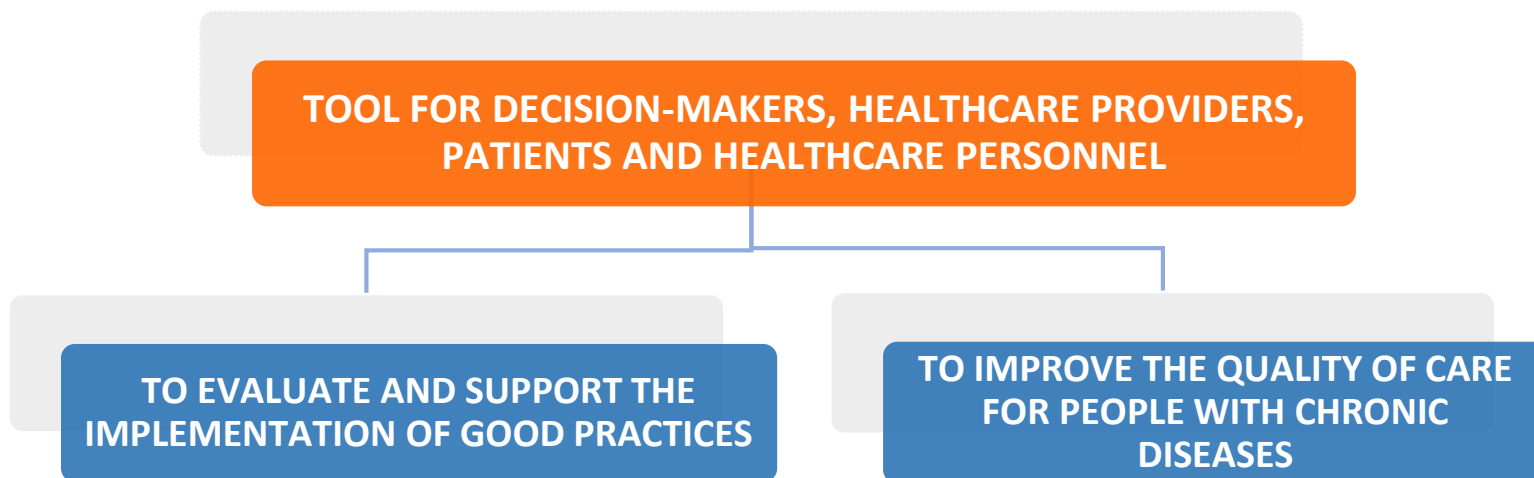 TOOL FOR DECISION-MAKERS, HEALTHCARE PROVIDERS,
PATIENTS AND HEALTHCARE PERSONNEL
TO EVALUATE AND SUPPORT THE
IMPLEMENTATION OF GOOD PRACTICES
TO IMPROVE THE QUALITY OF CARE
FOR PEOPLE WITH CHRONIC
DISEASES